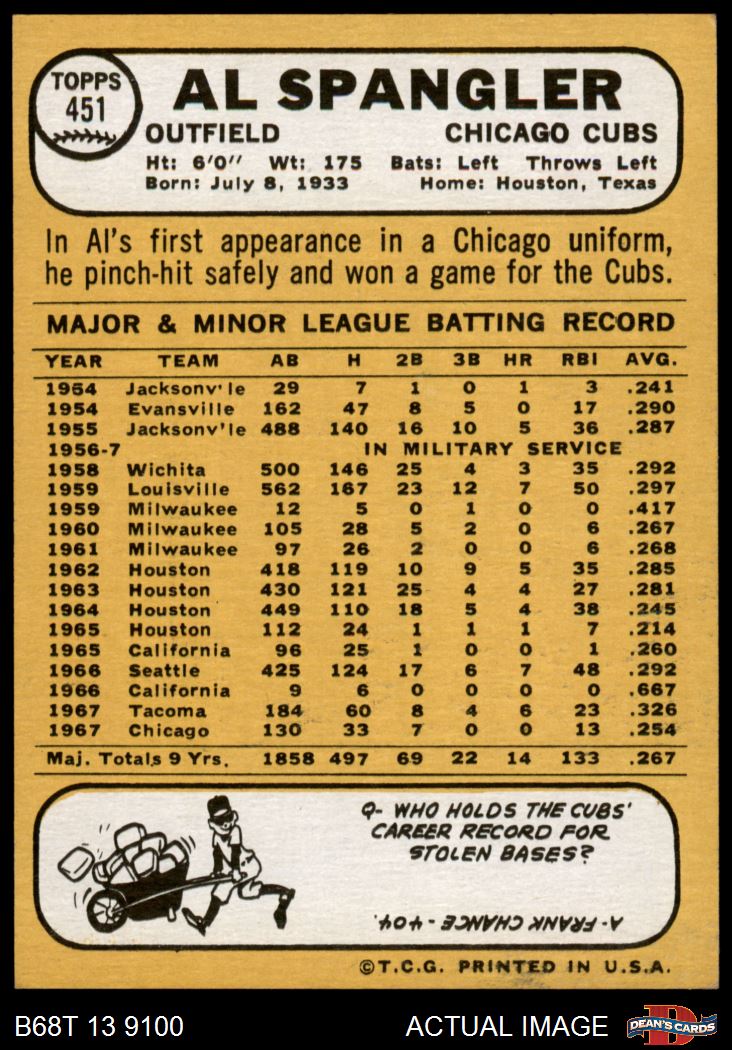 TOPPS
451
AL SPANGLER
OUTFIELD CHICAGO CUBS
Ht: 6'0" Wt: 175 Bats: Left Throws Left
Born: July 8, 1933 Home: Houston, Texas
In Al's first appearance in a Chicago uniform,
he pinch-hit safely and won a game for the Cubs.
MAJOR & MINOR LEAGUE BATTING RECORD
YEAR TEAM AB H 2B 3B HR RBI AVG.
1954 Jacksonv'le 29 7 1 0 1 3 .241
1954 Evansville 162 47 8 5 0 17 .290
1955 Jacksonv'le 488 140 16 10 5 36 .287
1956-7 IN MILITARY SERVICE
1958 Wichita 500 146 25 4 3 35 .292
1959 Louisville 562 167 23 12 7 50 .297
1959 Milwaukee 12 5 0 1 0 0 .417
1960 Milwaukee 105 28 5 2 0 6 .267
1961 Milwaukee 97 26 2 0 0 6 .268
1962 Houston 418 119 10 9 5 35 .285
1963 Houston 430 121 25 4 4 27 .281
1964 Houston 449 110 18 5 4 38 .245
1965 Houston 112 24 1 1 1 7 .214
1965 California 96 25 1 0 0 1 .260
1966 Seattle 425 124 17 6 7 48 .292
1966 California 9 6 0 0 0 0 .667
1967 Tacoma 184 60 8 4 6 23 .326
1967 Chicago 130 33 7 0 0 13 .254
Maj. Totals 9 Yrs. 1858 497 69 22 14 133 .267
Q- WHO HOLDS THE CUBS'
CAREER RECORD FOR
STOLEN BASES?
A- FRANK CHANCE - 404.
©T.C.G. PRINTED IN U.S.A.
B68T 13 9100 ACTUAL IMAGE D DEAN'S CARDS